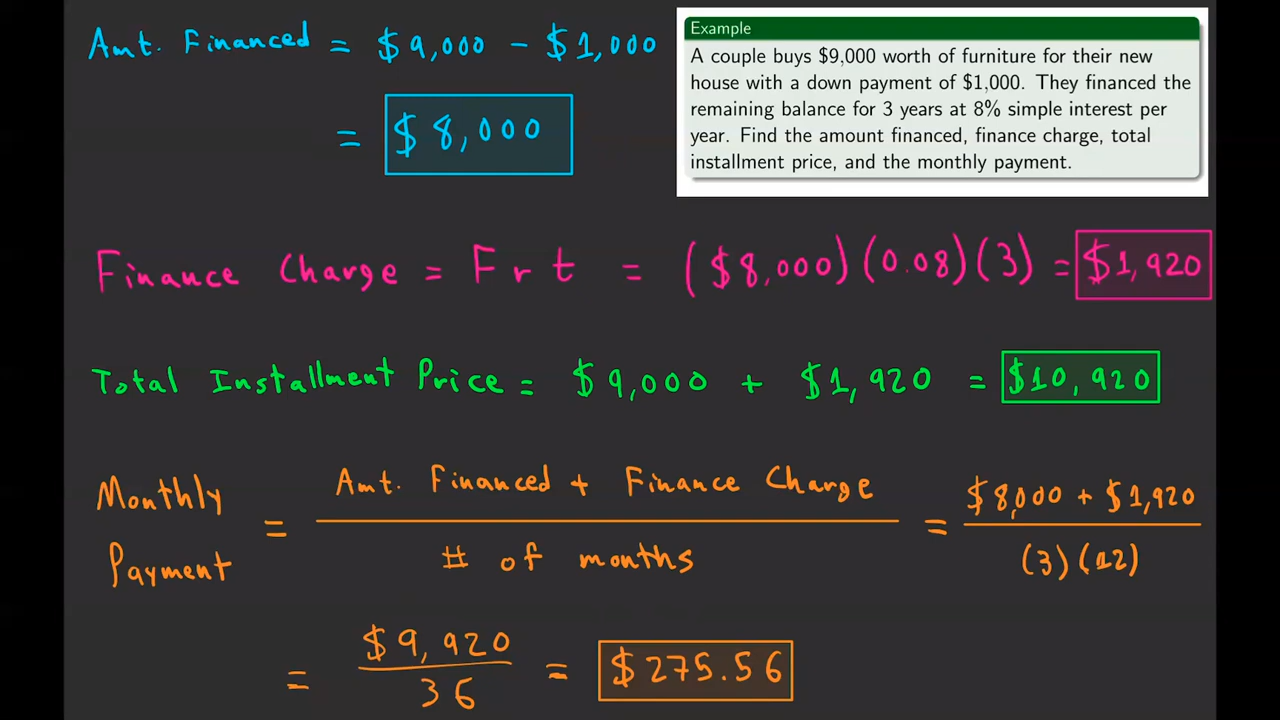 Amt. Financed = $9,000 - $1,000
= $8,000
Example
A couple buys $9,000 worth of furniture for their new
house with a down payment of $1,000. They financed the
remaining balance for 3 years at 8% simple interest per
year. Find the amount financed, finance charge, total
installment price, and the monthly payment.
Finance Charge = F r t = ($8,000)(0.08)(3) = $1,920
Total Installment Price = $9,000 + $1,920 = $10,920
Monthly Payment = Amt. Financed + Finance Charge / # of months = $8,000 + $1,920 / (3)(12)
= $9,920 / 36 = $275.56